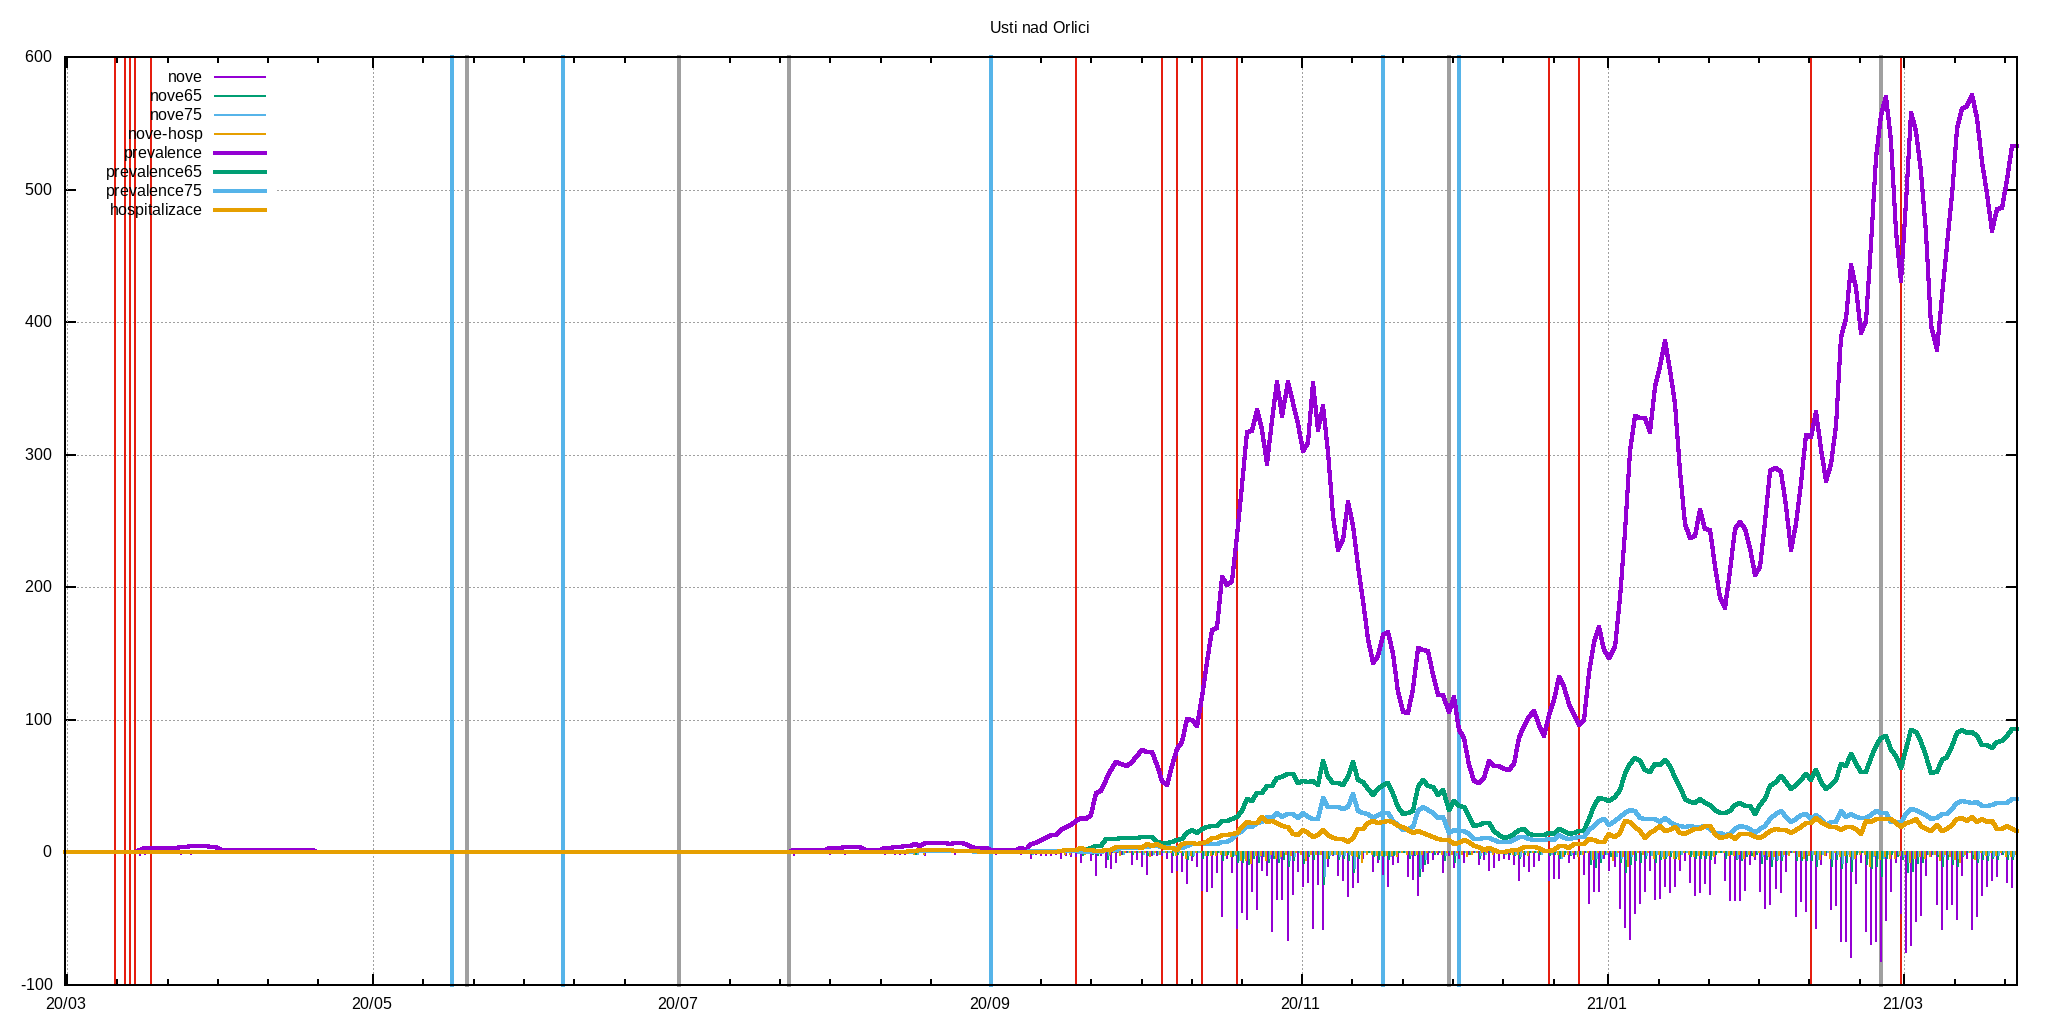 Usti nad Orlici
600
500
400
300
200
100
0
-100
nove
nove65
nove75
nove-hosp
prevalence
prevalence65
prevalence75
hospitalizace
20/03 20/05 20/07 20/09 20/11 21/01 21/03